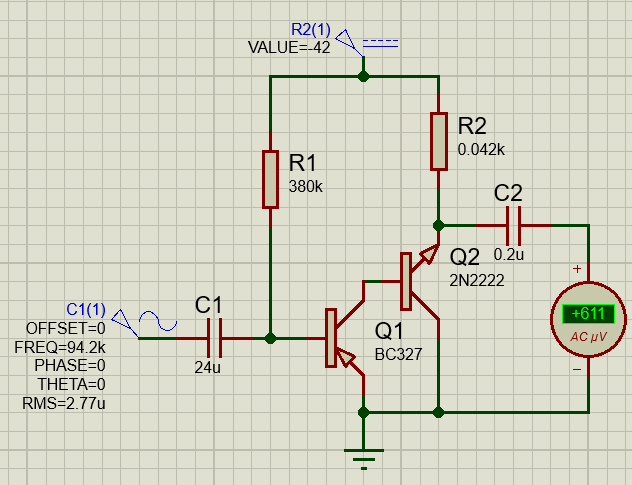 R2(1)
VALUE=-42
R2
0.042k
R1
380k
C2
0.2u
Q2
2N2222
C1(1)
OFFSET=0
FREQ=94.2k
PHASE=0
THETA=0
RMS=2.77u
C1
24u
Q1
BC327
+
+611
AC µV
−